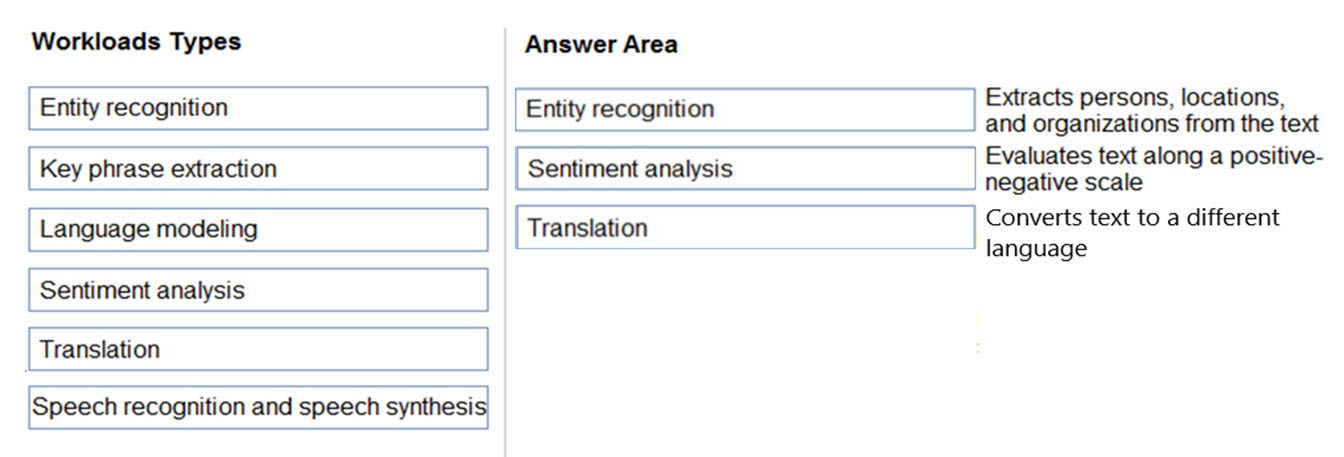 Workloads Types
Entity recognition
Key phrase extraction
Language modeling
Sentiment analysis
Translation
Speech recognition and speech synthesis
Answer Area
Entity recognition
Extracts persons, locations,
and organizations from the text
Sentiment analysis
Evaluates text along a positive-
negative scale
Translation
Converts text to a different
language